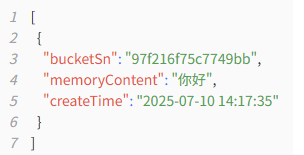 1 [
2 {
3 "bucketSn": "97f216f75c7749bb",
4 "memoryContent": "你好",
5 "createTime": "2025-07-10 14:17:35"
6 }
7 ]